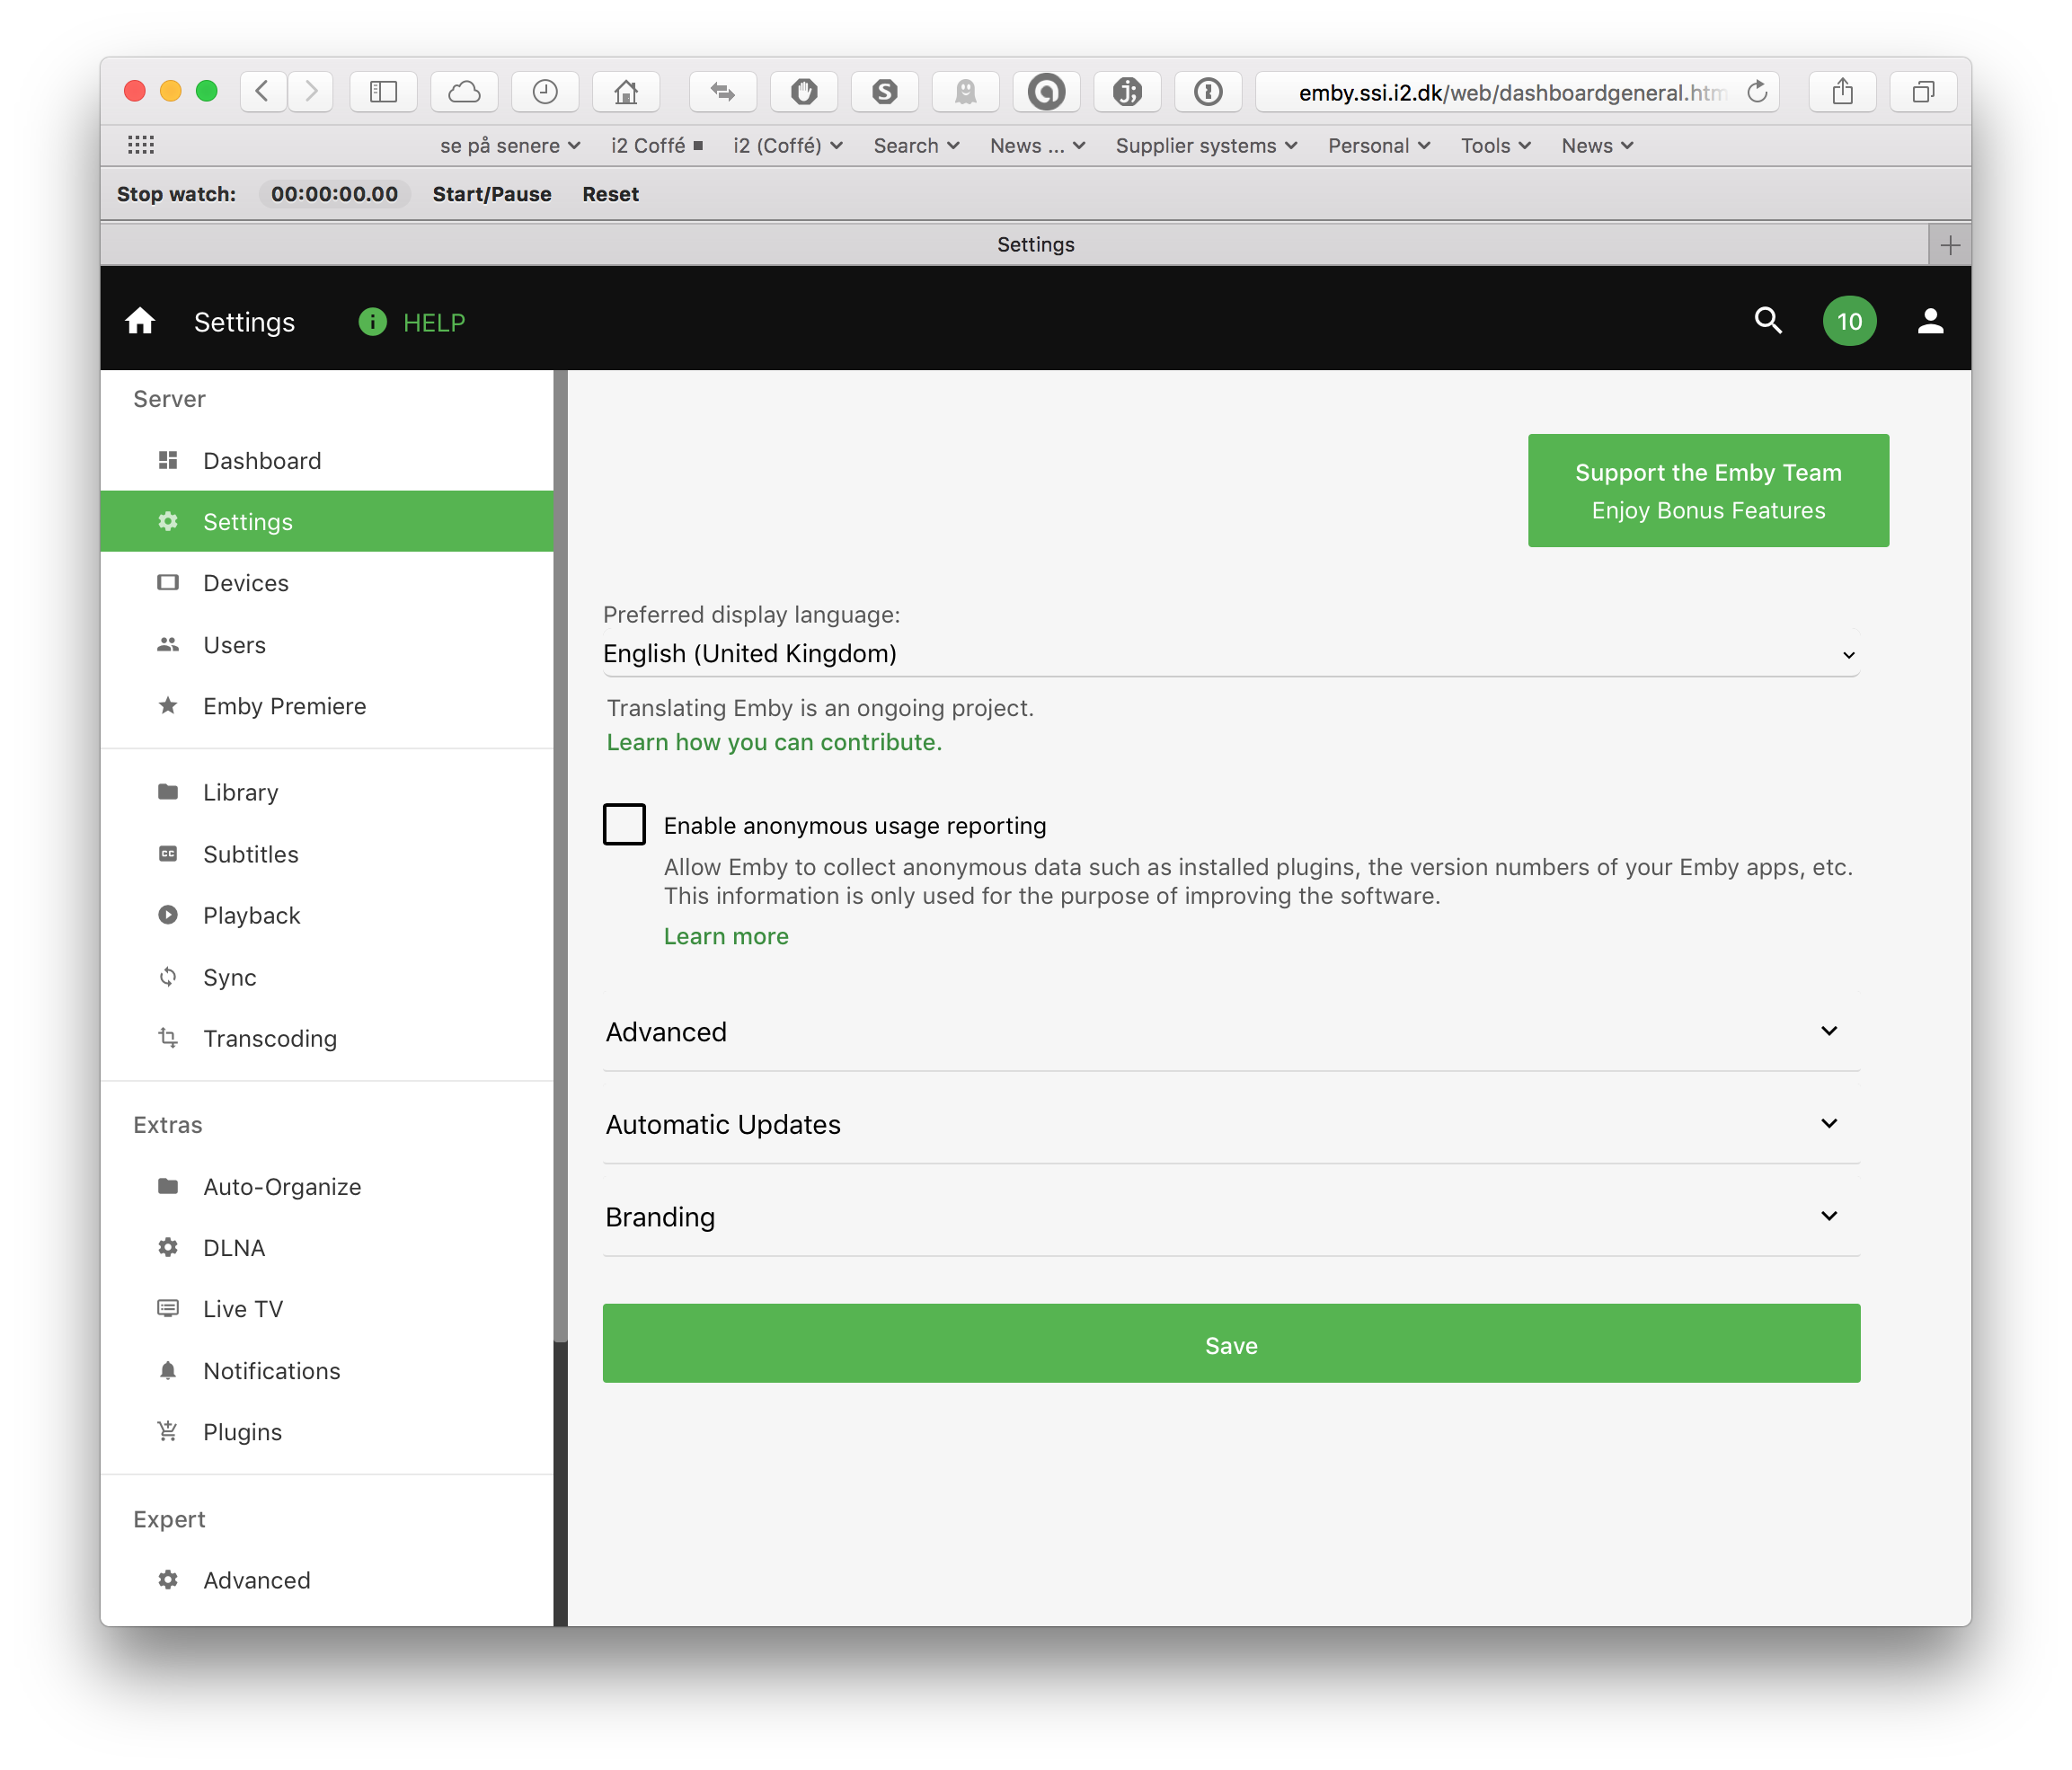 emby.ssi.i2.dk/web/dashboardgeneral.htm
se på senere
i2 Coffé
i2 (Coffé)
Search
News ...
Supplier systems
Personal
Tools
News
Stop watch: 00:00:00.00 Start/Pause Reset
Settings
Settings
HELP
10
Server
Dashboard
Settings
Devices
Users
Emby Premiere
Library
Subtitles
Playback
Sync
Transcoding
Extras
Auto-Organize
DLNA
Live TV
Notifications
Plugins
Expert
Advanced
Support the Emby Team
Enjoy Bonus Features
Preferred display language:
English (United Kingdom)
Translating Emby is an ongoing project.
Learn how you can contribute.
Enable anonymous usage reporting
Allow Emby to collect anonymous data such as installed plugins, the version numbers of your Emby apps, etc.
This information is only used for the purpose of improving the software.
Learn more
Advanced
Automatic Updates
Branding
Save